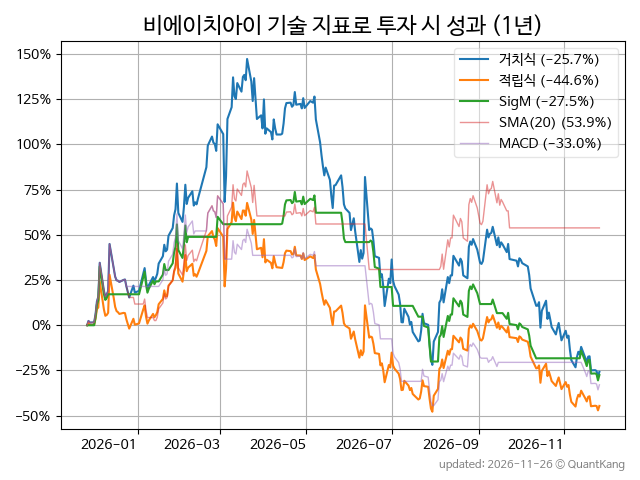 비에이치아이 기술 지표로 투자 시 성과 (1년)
150%
125%
100%
75%
50%
25%
0%
−25%
−50%
거치식 (−25.7%)
적립식 (−44.6%)
SigM (−27.5%)
SMA(20) (53.9%)
MACD (−33.0%)
2026-01
2026-03
2026-05
2026-07
2026-09
2026-11
updated: 2026-11-26 © QuantKang